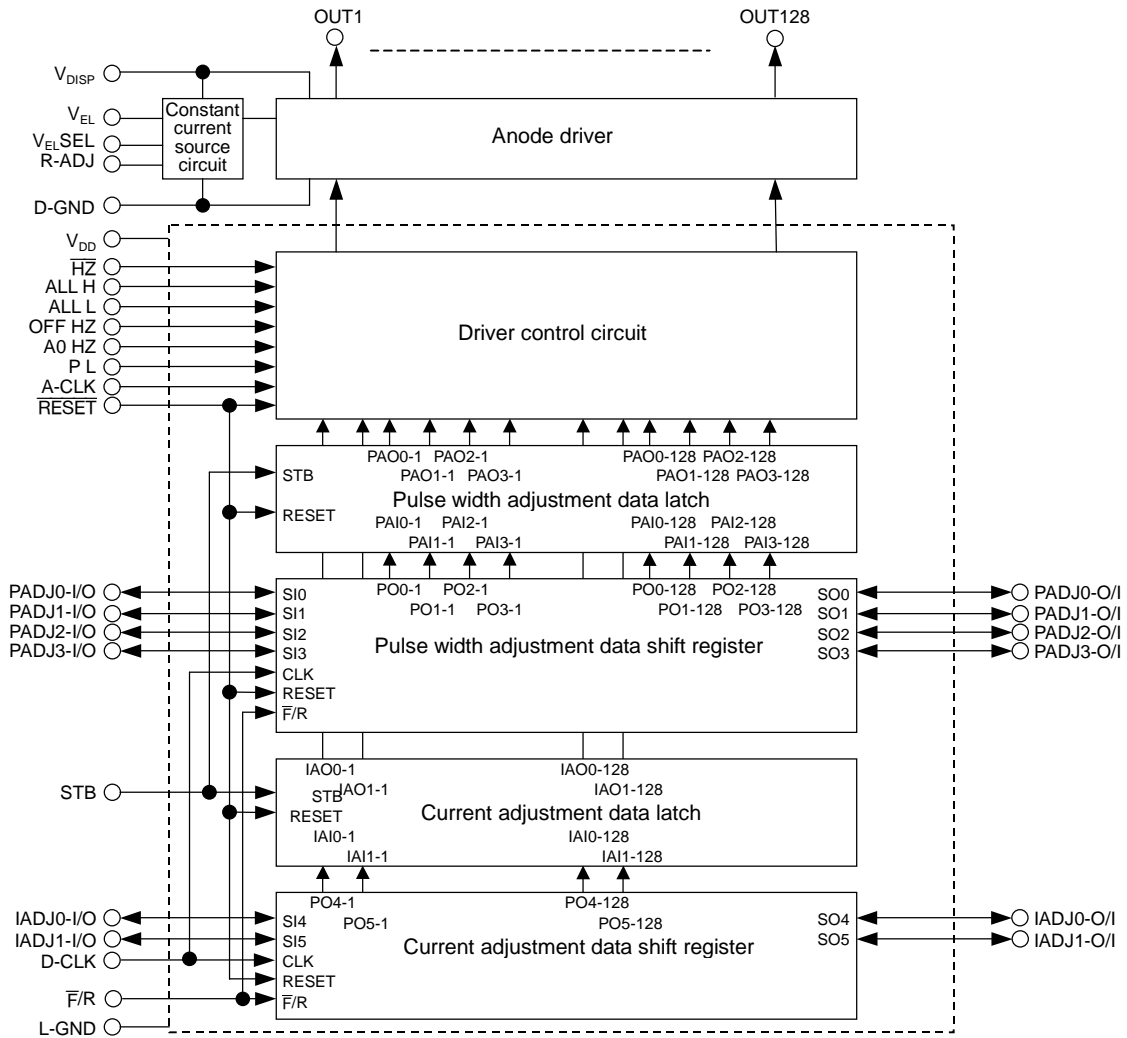 OUT1 OUT128
VDISP
VEL
VELSEL
R-ADJ
D-GND
Constant
current
source
circuit
Anode driver
VDD
H̅Z̅
ALL H
ALL L
OFF HZ
A0 HZ
P L
A-CLK
R̅E̅S̅E̅T̅
Driver control circuit
PAO0-1 PAO2-1 PAO0-128 PAO2-128
PAO1-1 PAO3-1 PAO1-128 PAO3-128
STB
Pulse width adjustment data latch
RESET
PAI0-1 PAI2-1 PAI0-128 PAI2-128
PAI1-1 PAI3-1 PAI1-128 PAI3-128
PO0-1 PO2-1 PO0-128 PO2-128
PO1-1 PO3-1 PO1-128 PO3-128
PADJ0-I/O SI0 SO0 PADJ0-O/I
PADJ1-I/O SI1 SO1 PADJ1-O/I
PADJ2-I/O SI2 SO2 PADJ2-O/I
PADJ3-I/O SI3 SO3 PADJ3-O/I
Pulse width adjustment data shift register
CLK
RESET
F̅/R
IAO0-1 IAO0-128
IAO1-1 IAO1-128
STB STB
RESET
Current adjustment data latch
IAI0-1 IAI0-128
IAI1-1 IAI1-128
PO4-1 PO4-128
PO5-1 PO5-128
IADJ0-I/O SI4 SO4 IADJ0-O/I
IADJ1-I/O SI5 SO5 IADJ1-O/I
Current adjustment data shift register
D-CLK CLK
RESET
F̅/R F̅/R
L-GND